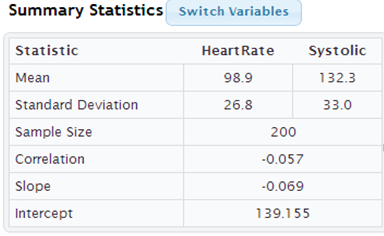 Summary Statistics Switch Variables
Statistic HeartRate Systolic
Mean 98.9 132.3
Standard Deviation 26.8 33.0
Sample Size 200
Correlation -0.057
Slope -0.069
Intercept 139.155